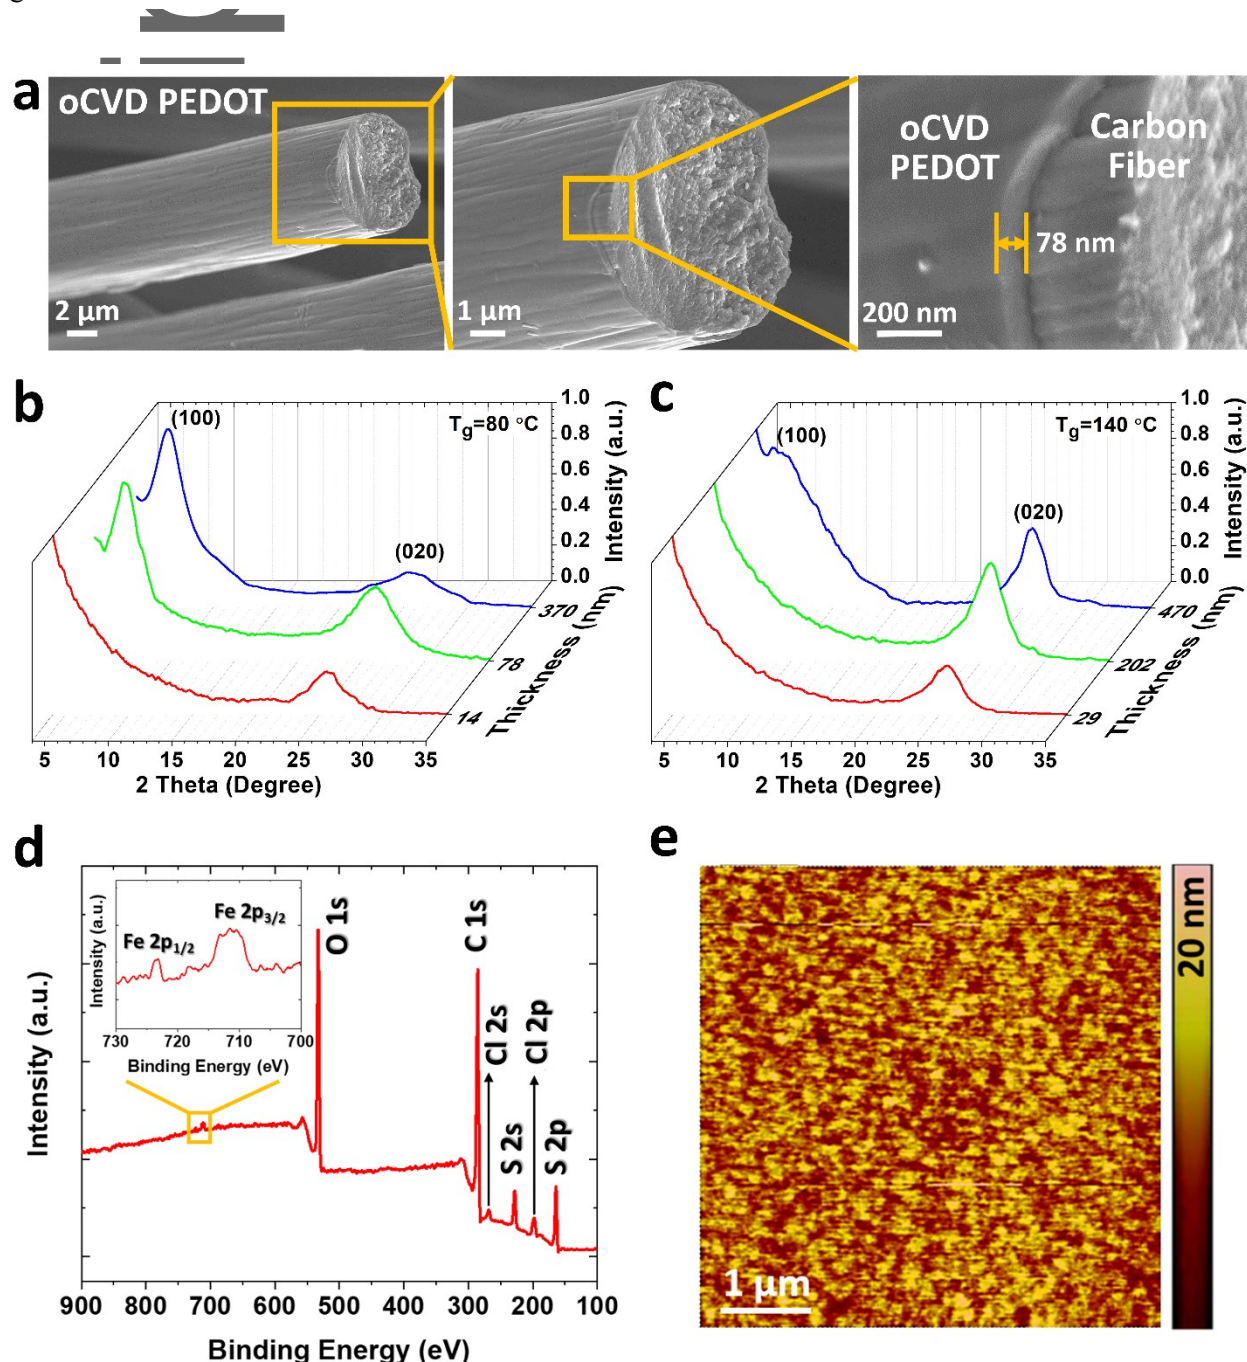 g
a
oCVD PEDOT
2 μm
1 μm
oCVD
PEDOT
Carbon
Fiber
78 nm
200 nm
b
(100)
Tg=80 °C
(020)
1.0
0.8
0.6
0.4
0.2
0.0
Intensity (a.u.)
370
78
14
Thickness (nm)
5 10 15 20 25 30 35
2 Theta (Degree)
c
(100)
Tg=140 °C
(020)
1.0
0.8
0.6
0.4
0.2
0.0
Intensity (a.u.)
470
202
29
Thickness (nm)
5 10 15 20 25 30 35
2 Theta (Degree)
d
Intensity (a.u.)
Fe 2p1/2
Fe 2p3/2
Intensity (a.u.)
730 720 710 700
Binding Energy (eV)
O 1s
C 1s
Cl 2s
S 2s
Cl 2p
S 2p
900 800 700 600 500 400 300 200 100
Binding Energy (eV)
e
1 μm
20 nm